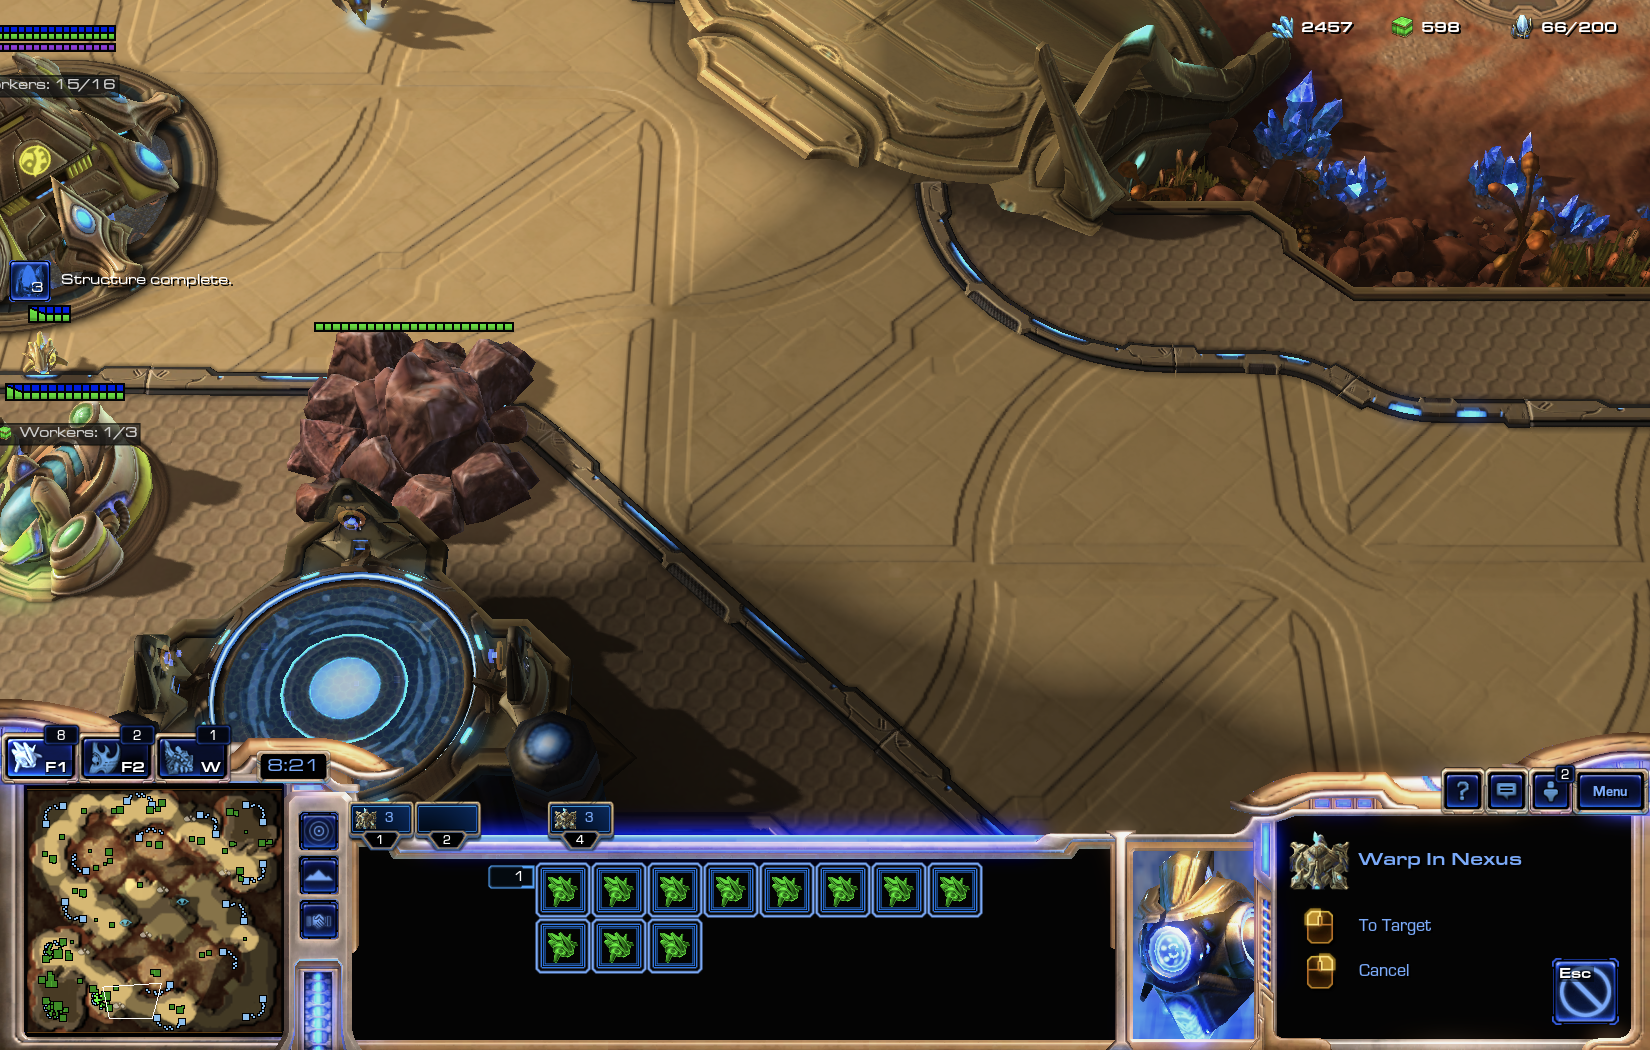 2457
598
66/200
rkers: 15/16
3
Structure complete.
Workers: 1/3
8
2
1
F1
F2
W
8:21
2
?
Menu
3
3
1
2
4
1
Warp In Nexus
To Target
Cancel
Esc